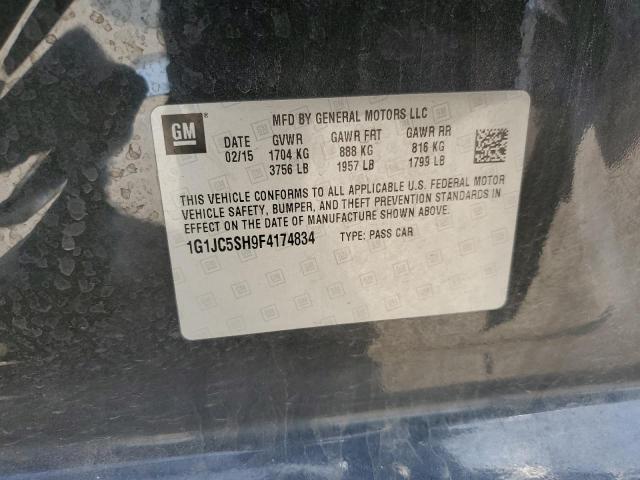 GM ®
MFD BY GENERAL MOTORS LLC
DATE GVWR GAWR FRT GAWR RR
02/15 1704 KG 888 KG 816 KG
3756 LB 1957 LB 1799 LB
THIS VEHICLE CONFORMS TO ALL APPLICABLE U.S. FEDERAL MOTOR
VEHICLE SAFETY, BUMPER, AND THEFT PREVENTION STANDARDS IN
EFFECT ON THE DATE OF MANUFACTURE SHOWN ABOVE.
1G1JC5SH9F4174834 TYPE: PASS CAR